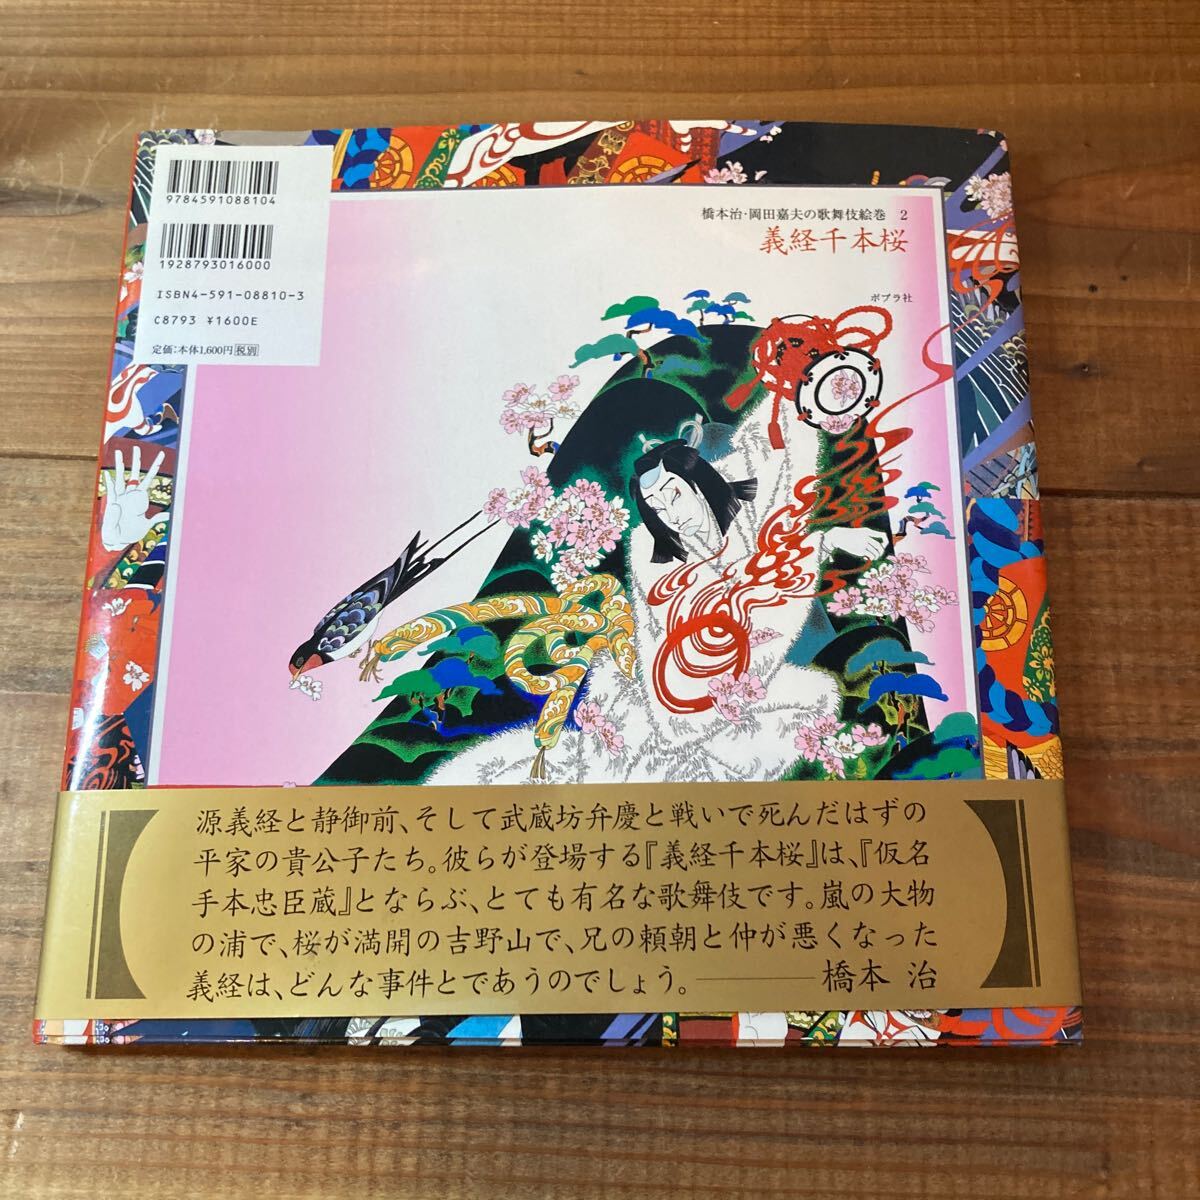 9784591088104
1928793016000
ISBN4-591-08810-3
C8793 ¥1600E
定価:本体1,600円 税別
橋本治・岡田嘉夫の歌舞伎絵巻 2
義経千本桜
ポプラ社
源義経と静御前、そして武蔵坊弁慶と戦いで死んだはずの
平家の貴公子たち。彼らが登場する『義経千本桜』は、『仮名
手本忠臣蔵』とならぶ、とても有名な歌舞伎です。嵐の大物
の浦で、桜が満開の吉野山で、兄の頼朝と仲が悪くなった
義経は、どんな事件とであうのでしょう。――橋本 治